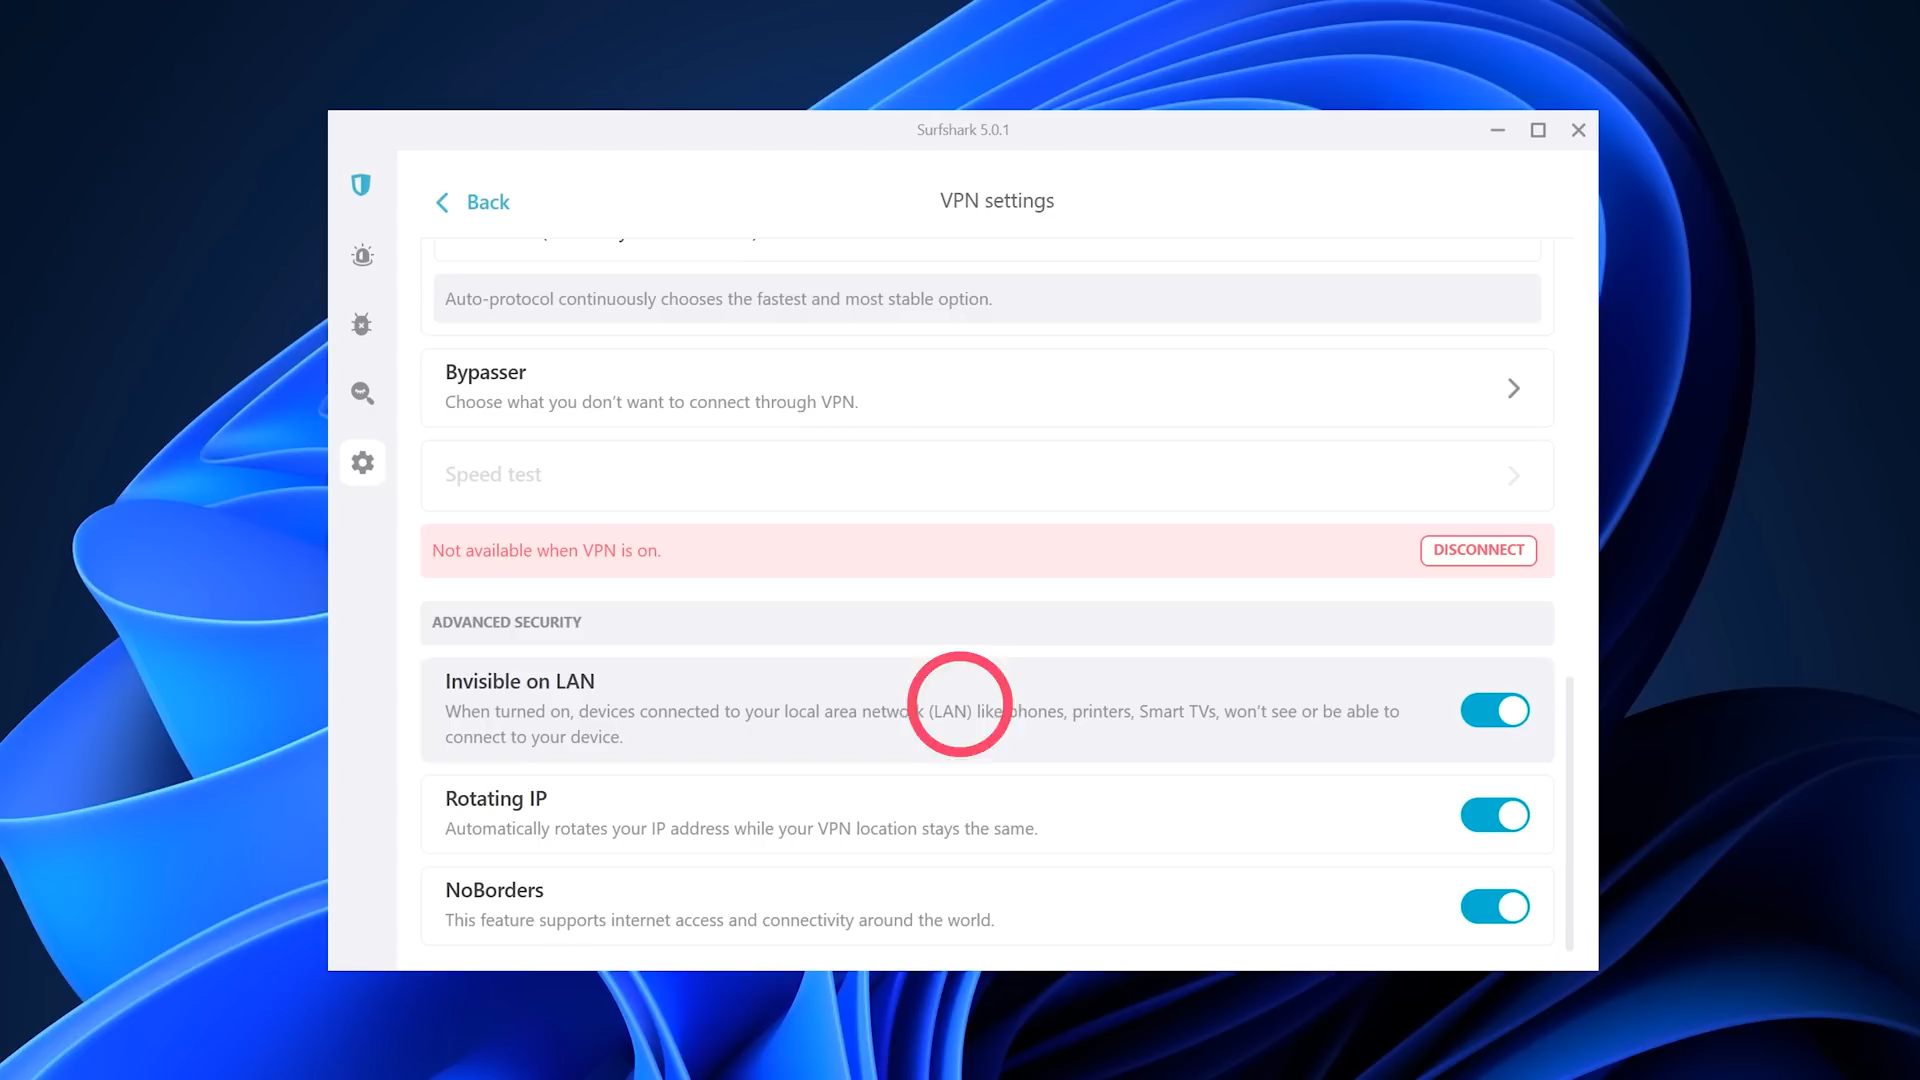 Surfshark 5.0.1
Back
VPN settings
Auto-protocol continuously chooses the fastest and most stable option.
Bypasser
Choose what you don't want to connect through VPN.
Speed test
Not available when VPN is on.
DISCONNECT
ADVANCED SECURITY
Invisible on LAN
When turned on, devices connected to your local area network (LAN) like phones, printers, Smart TVs, won't see or be able to
connect to your device.
Rotating IP
Automatically rotates your IP address while your VPN location stays the same.
NoBorders
This feature supports internet access and connectivity around the world.